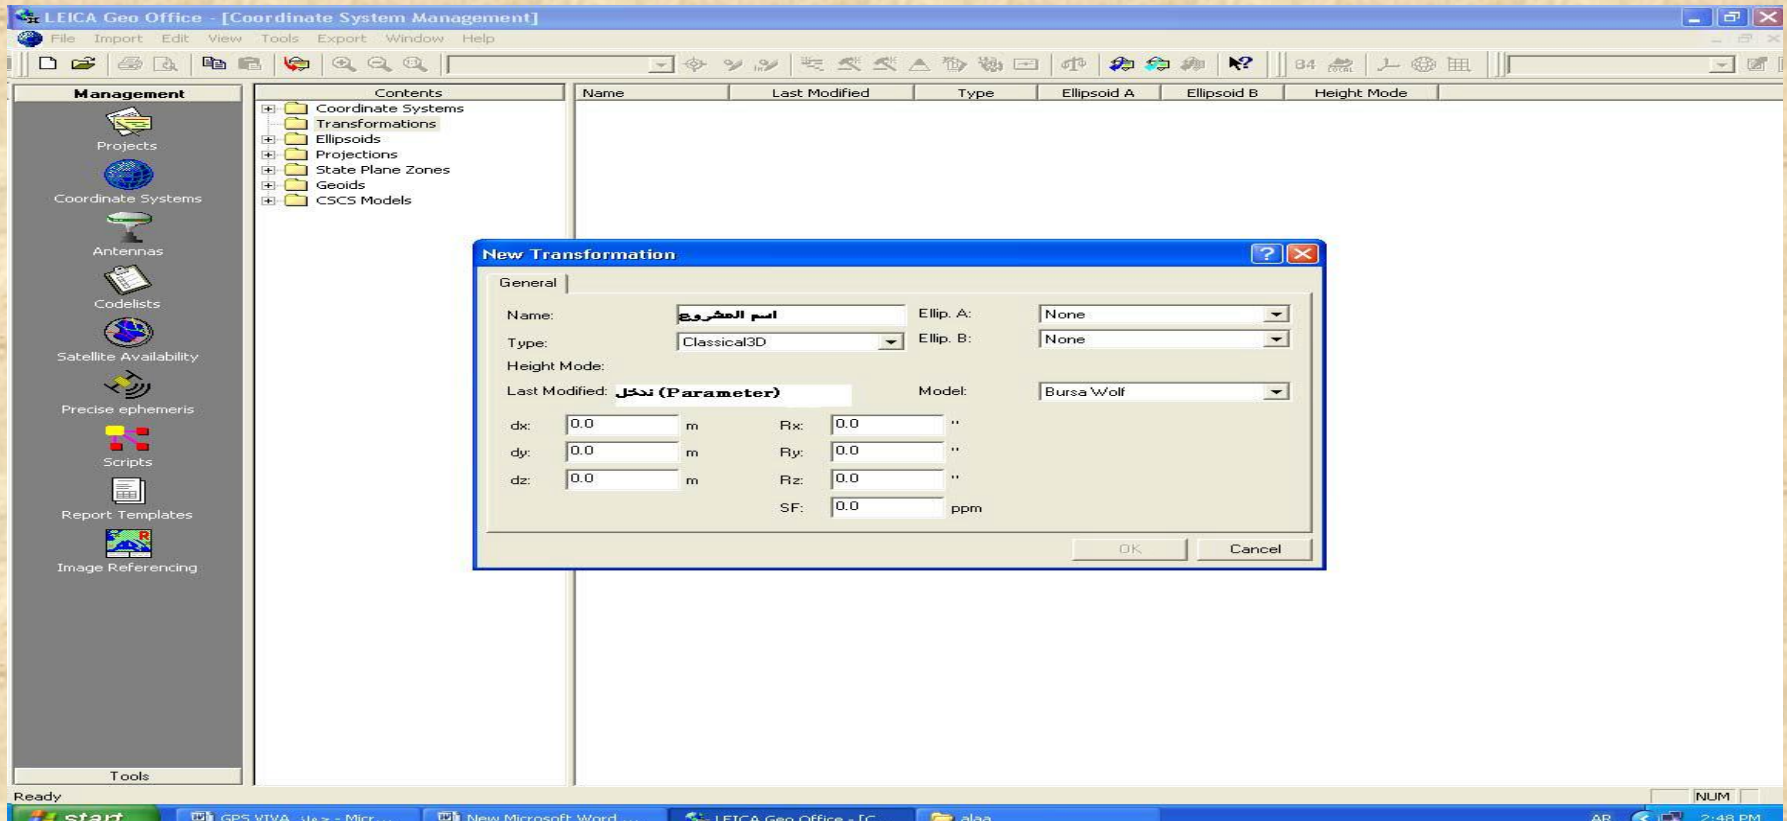 LEICA Geo Office - [Coordinate System Management]
File Import Edit View Tools Export Window Help
Management
Projects
Coordinate Systems
Antennas
Codelists
Satellite Availability
Precise ephemeris
Scripts
Report Templates
Image Referencing
Tools
Contents
Coordinate Systems
Transformations
Ellipsoids
Projections
State Plane Zones
Geoids
CSCS Models
Name Last Modified Type Ellipsoid A Ellipsoid B Height Mode
New Transformation
General
Name: اسم المشروع Ellip. A: None
Type: Classical3D Ellip. B: None
Height Mode:
Last Modified: ندخل (Parameter) Model: Bursa Wolf
dx: 0.0 m Rx: 0.0 "
dy: 0.0 m Ry: 0.0 "
dz: 0.0 m Rz: 0.0 "
SF: 0.0 ppm
OK Cancel
Ready NUM
start GPS VIVA - Micr... New Microsoft Word ... LEICA Geo Office - [C... alaa AR 2:48 PM